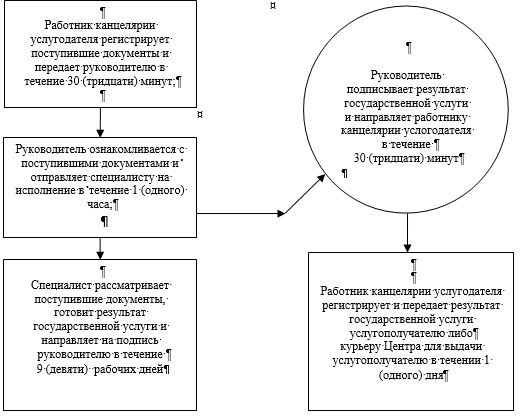 Работник канцелярии
услугодателя регистрирует
поступившие документы и
передает руководителю в
течение 30 (тридцати) минут;¶
Руководитель ознакомливается с
поступившими документами и
отправляет специалисту на
исполнение в течение 1 (одного)
часа;¶
Специалист рассматривает
поступившие документы,
готовит результат
государственной услуги и
направляет на подпись
руководителю в течение ¶
9 (девяти) рабочих дней¶
Руководитель
подписывает результат
государственной услуги
и направляет работнику
канцелярии услогодателя
в течение ¶
30 (тридцати) минут¶
Работник канцелярии услугодателя
регистрирует и передает результат
государственной услуги
услугополучателю либо¶
курьеру Центра для выдачи
услугополучателю в течении 1
(одного) дня¶